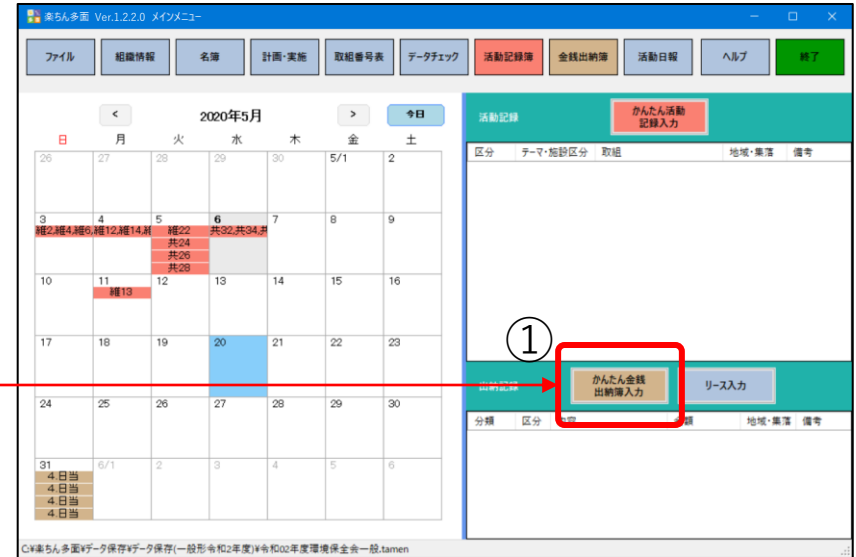 楽ちん多面 Ver.1.2.2.0 メインメニュー
ファイル 組織情報 名簿 計画・実施 取組番号表 データチェック 活動記録簿 金銭出納簿 活動日報 ヘルプ 終了
< 2020年5月 > 今日
日 月 火 水 木 金 土
26 27 28 29 30 5/1 2
3 4 5 6 7 8 9
維2,維4,維6, 維12,維14,維 維22 共32,共34,共
共24
共26
共28
10 11 12 13 14 15 16
維13
17 18 19 20 21 22 23
24 25 26 27 28 29 30
31 6/1 2 3 4 5 6
4.日当
4.日当
4.日当
4.日当
活動記録
かんたん活動
記録入力
区分 テーマ・施設区分 取組 地域・集落 備考
①
出納記録
かんたん金銭
出納簿入力
リース入力
分類 区分 内容 金額 地域・集落 備考
C:¥楽ちん多面¥データ保存¥データ保存(一般形令和2年度)¥令和02年度環境保全会一般.tamen